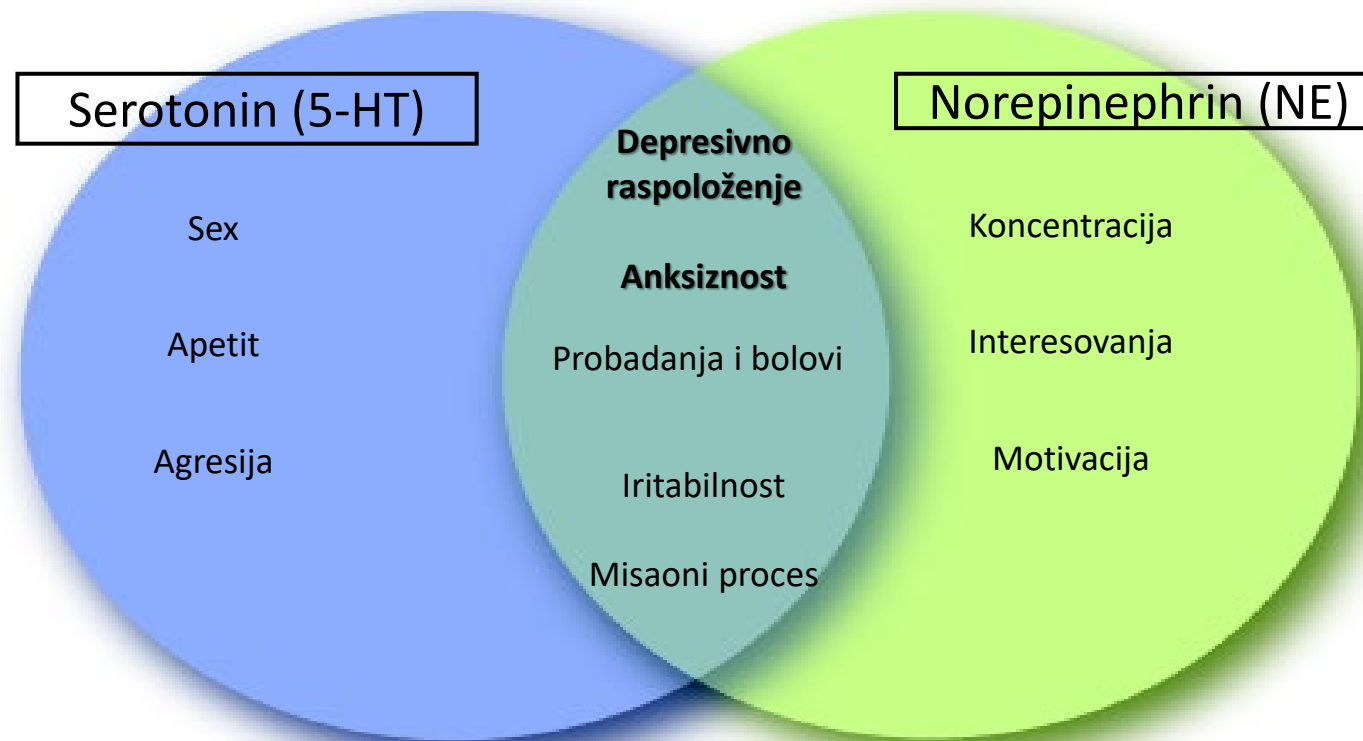 Serotonin (5-HT)
Norepinephrin (NE)
Depresivno
raspoloženje
Sex
Koncentracija
Anksiznost
Apetit
Probadanja i bolovi
Interesovanja
Agresija
Iritabilnost
Motivacija
Misaoni proces